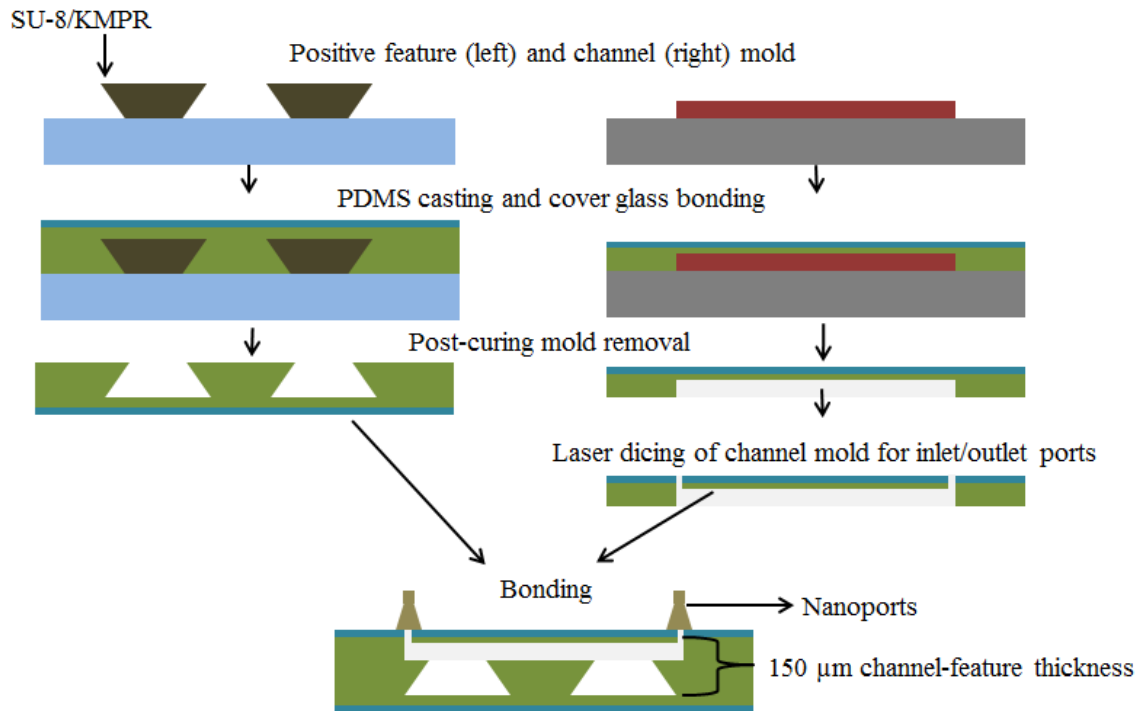 SU-8/KMPR
Positive feature (left) and channel (right) mold
PDMS casting and cover glass bonding
Post-curing mold removal
Laser dicing of channel mold for inlet/outlet ports
Bonding
Nanoports
150 µm channel-feature thickness